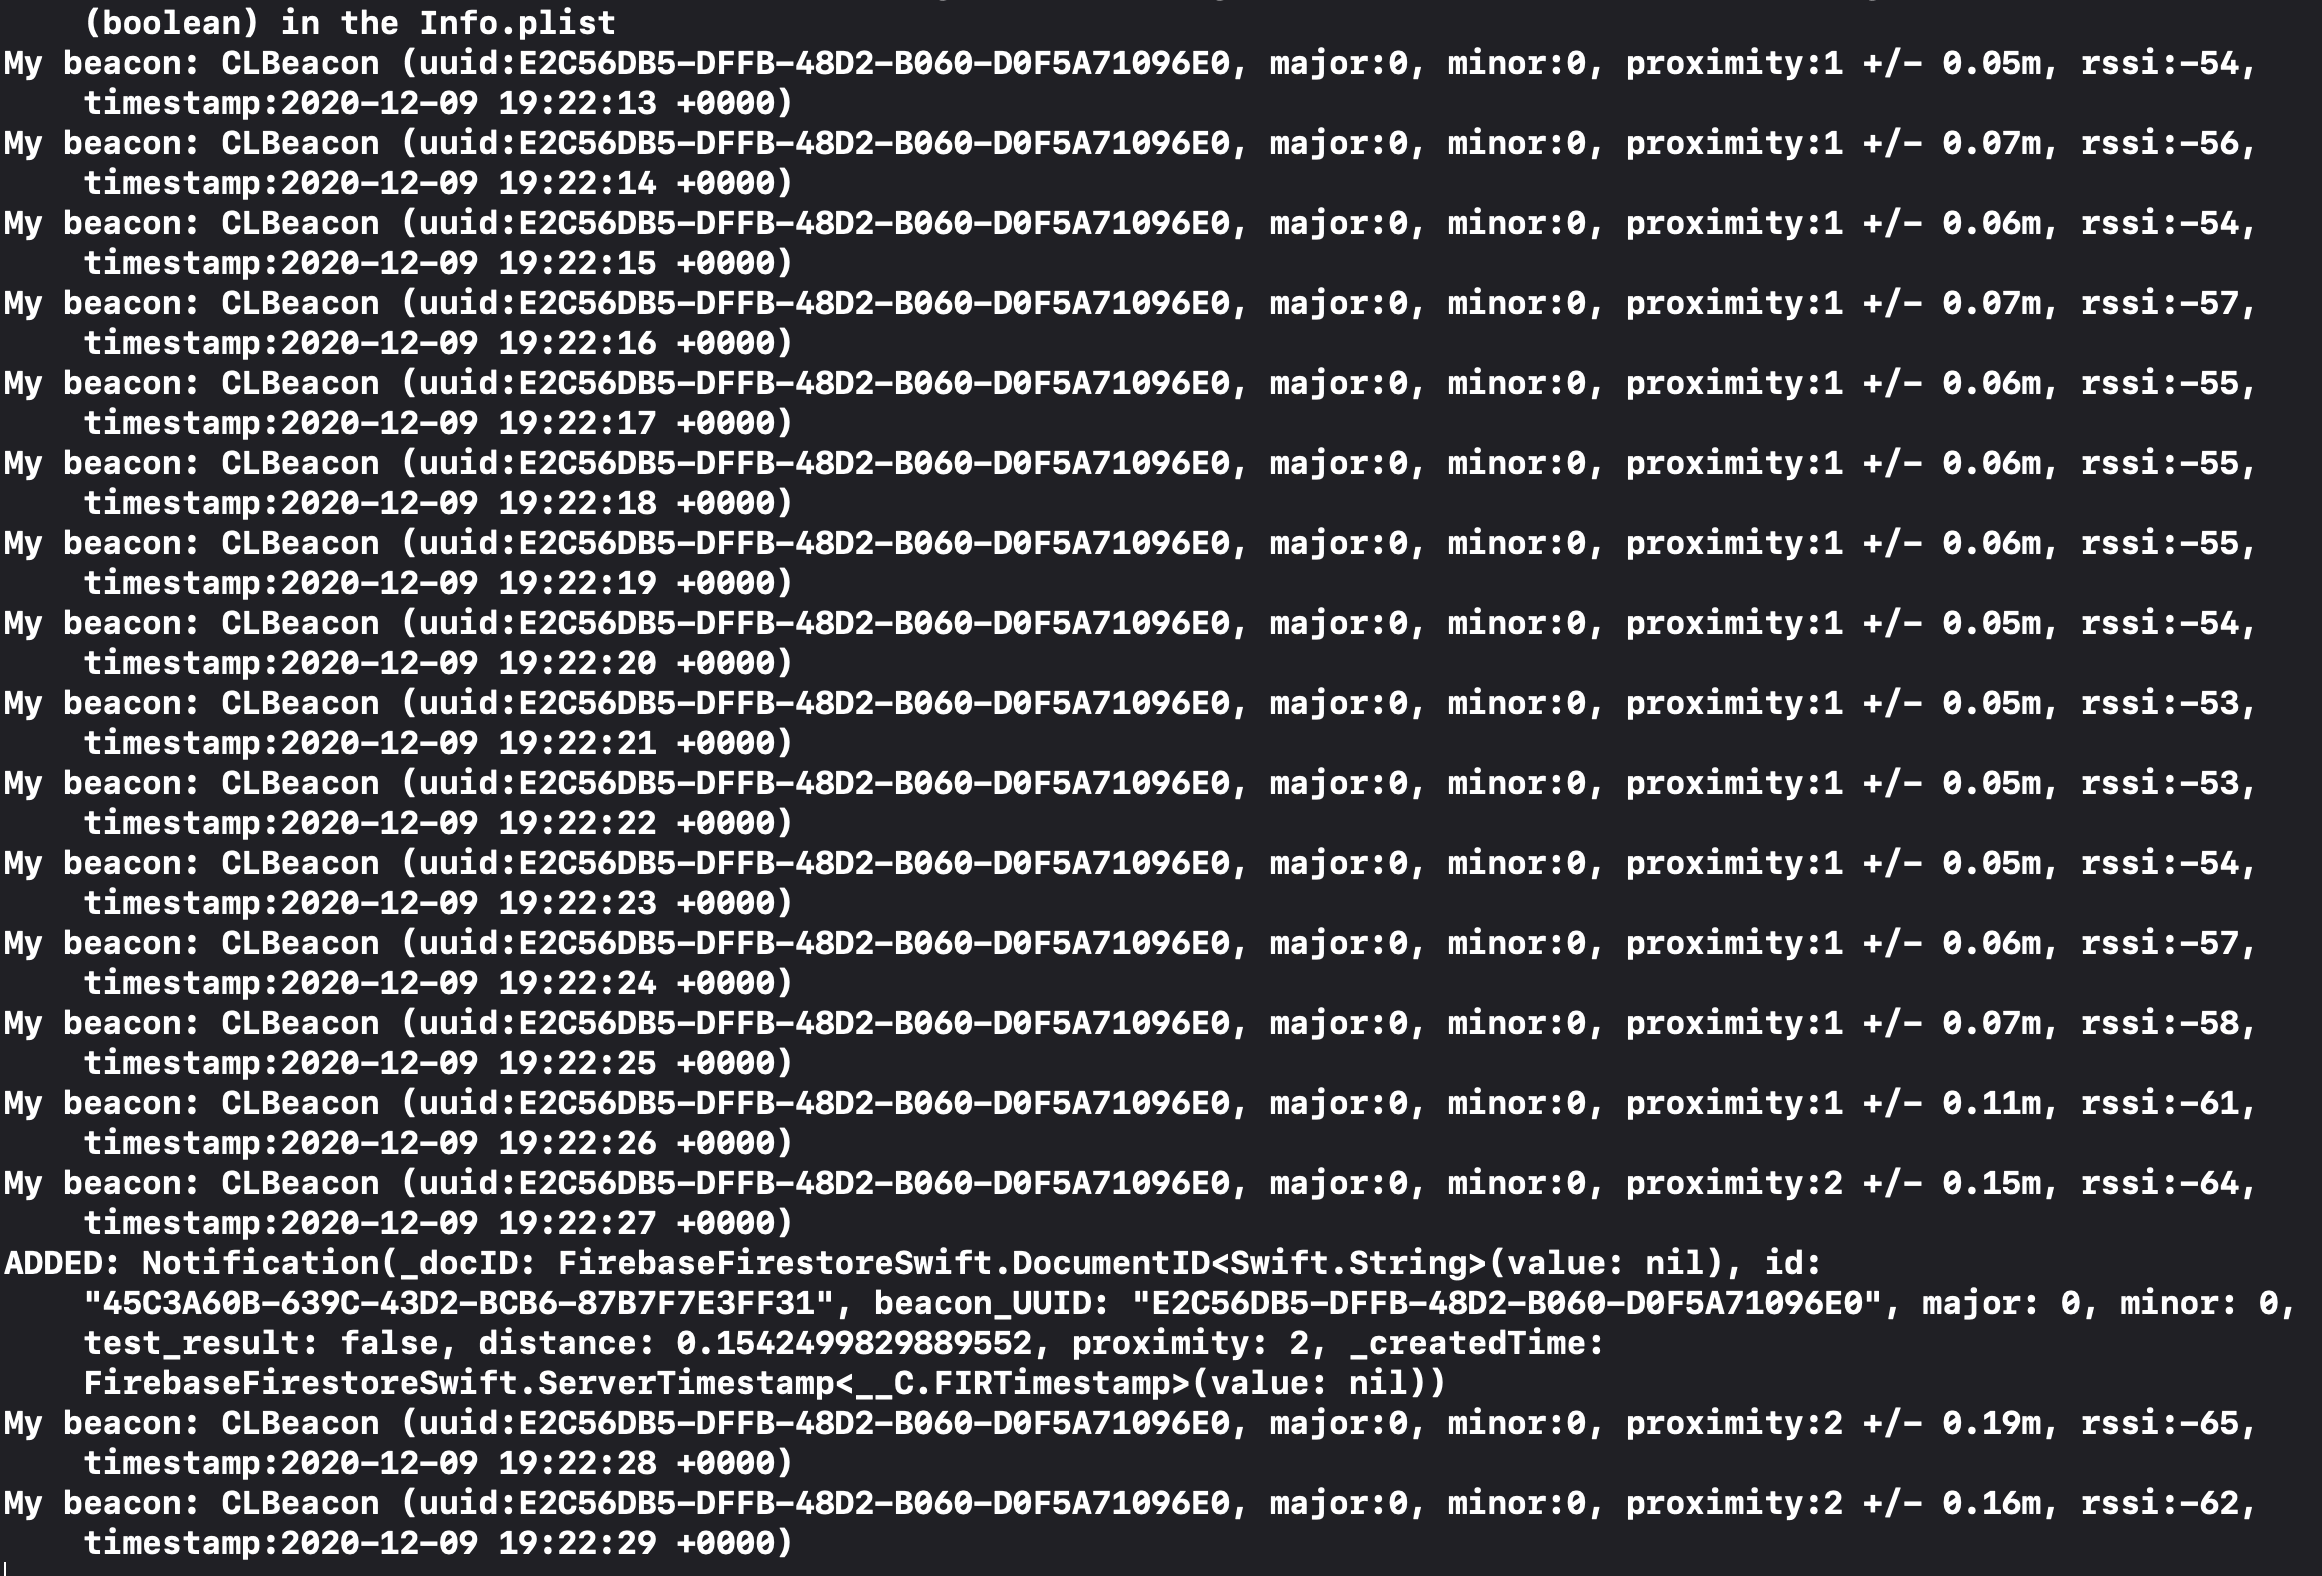 (boolean) in the Info.plist
My beacon: CLBeacon (uuid:E2C56DB5-DFFB-48D2-B060-D0F5A71096E0, major:0, minor:0, proximity:1 +/- 0.05m, rssi:-54,
timestamp:2020-12-09 19:22:13 +0000)
My beacon: CLBeacon (uuid:E2C56DB5-DFFB-48D2-B060-D0F5A71096E0, major:0, minor:0, proximity:1 +/- 0.07m, rssi:-56,
timestamp:2020-12-09 19:22:14 +0000)
My beacon: CLBeacon (uuid:E2C56DB5-DFFB-48D2-B060-D0F5A71096E0, major:0, minor:0, proximity:1 +/- 0.06m, rssi:-54,
timestamp:2020-12-09 19:22:15 +0000)
My beacon: CLBeacon (uuid:E2C56DB5-DFFB-48D2-B060-D0F5A71096E0, major:0, minor:0, proximity:1 +/- 0.07m, rssi:-57,
timestamp:2020-12-09 19:22:16 +0000)
My beacon: CLBeacon (uuid:E2C56DB5-DFFB-48D2-B060-D0F5A71096E0, major:0, minor:0, proximity:1 +/- 0.06m, rssi:-55,
timestamp:2020-12-09 19:22:17 +0000)
My beacon: CLBeacon (uuid:E2C56DB5-DFFB-48D2-B060-D0F5A71096E0, major:0, minor:0, proximity:1 +/- 0.06m, rssi:-55,
timestamp:2020-12-09 19:22:18 +0000)
My beacon: CLBeacon (uuid:E2C56DB5-DFFB-48D2-B060-D0F5A71096E0, major:0, minor:0, proximity:1 +/- 0.06m, rssi:-55,
timestamp:2020-12-09 19:22:19 +0000)
My beacon: CLBeacon (uuid:E2C56DB5-DFFB-48D2-B060-D0F5A71096E0, major:0, minor:0, proximity:1 +/- 0.05m, rssi:-54,
timestamp:2020-12-09 19:22:20 +0000)
My beacon: CLBeacon (uuid:E2C56DB5-DFFB-48D2-B060-D0F5A71096E0, major:0, minor:0, proximity:1 +/- 0.05m, rssi:-53,
timestamp:2020-12-09 19:22:21 +0000)
My beacon: CLBeacon (uuid:E2C56DB5-DFFB-48D2-B060-D0F5A71096E0, major:0, minor:0, proximity:1 +/- 0.05m, rssi:-53,
timestamp:2020-12-09 19:22:22 +0000)
My beacon: CLBeacon (uuid:E2C56DB5-DFFB-48D2-B060-D0F5A71096E0, major:0, minor:0, proximity:1 +/- 0.05m, rssi:-54,
timestamp:2020-12-09 19:22:23 +0000)
My beacon: CLBeacon (uuid:E2C56DB5-DFFB-48D2-B060-D0F5A71096E0, major:0, minor:0, proximity:1 +/- 0.06m, rssi:-57,
timestamp:2020-12-09 19:22:24 +0000)
My beacon: CLBeacon (uuid:E2C56DB5-DFFB-48D2-B060-D0F5A71096E0, major:0, minor:0, proximity:1 +/- 0.07m, rssi:-58,
timestamp:2020-12-09 19:22:25 +0000)
My beacon: CLBeacon (uuid:E2C56DB5-DFFB-48D2-B060-D0F5A71096E0, major:0, minor:0, proximity:1 +/- 0.11m, rssi:-61,
timestamp:2020-12-09 19:22:26 +0000)
My beacon: CLBeacon (uuid:E2C56DB5-DFFB-48D2-B060-D0F5A71096E0, major:0, minor:0, proximity:2 +/- 0.15m, rssi:-64,
timestamp:2020-12-09 19:22:27 +0000)
ADDED: Notification(_docID: FirebaseFirestoreSwift.DocumentID<Swift.String>(value: nil), id:
"45C3A60B-639C-43D2-BCB6-87B7F7E3FF31", beacon_UUID: "E2C56DB5-DFFB-48D2-B060-D0F5A71096E0", major: 0, minor: 0,
test_result: false, distance: 0.1542499829889552, proximity: 2, _createdTime:
FirebaseFirestoreSwift.ServerTimestamp<__C.FIRTimestamp>(value: nil))
My beacon: CLBeacon (uuid:E2C56DB5-DFFB-48D2-B060-D0F5A71096E0, major:0, minor:0, proximity:2 +/- 0.19m, rssi:-65,
timestamp:2020-12-09 19:22:28 +0000)
My beacon: CLBeacon (uuid:E2C56DB5-DFFB-48D2-B060-D0F5A71096E0, major:0, minor:0, proximity:2 +/- 0.16m, rssi:-62,
timestamp:2020-12-09 19:22:29 +0000)